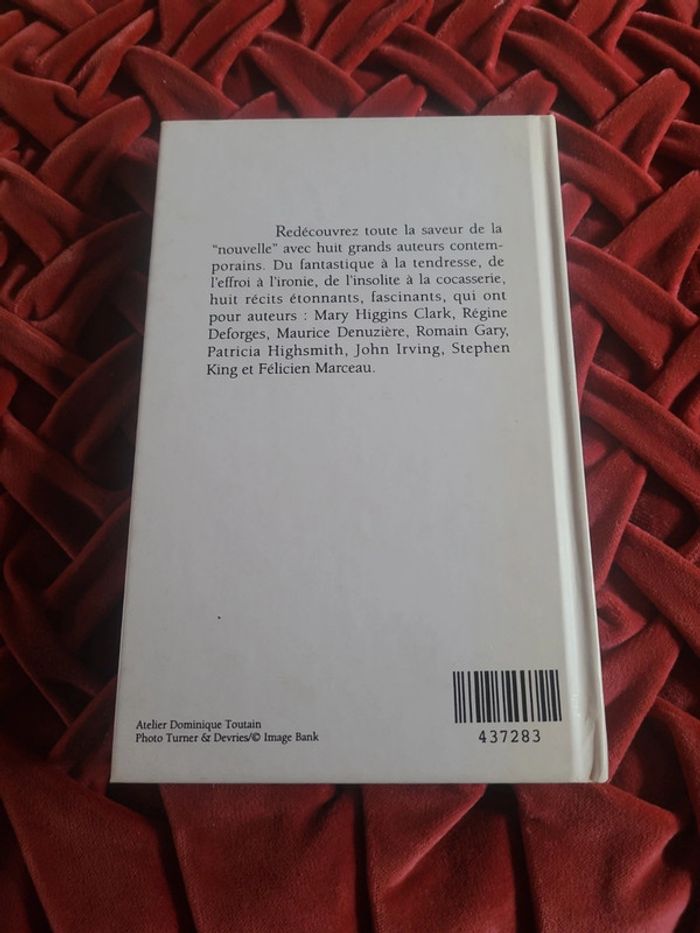 Redécouvrez toute la saveur de la
"nouvelle" avec huit grands auteurs contem-
porains. Du fantastique à la tendresse, de
l'effroi à l'ironie, de l'insolite à la cocasserie,
huit récits étonnants, fascinants, qui ont
pour auteurs : Mary Higgins Clark, Régine
Deforges, Maurice Denuzière, Romain Gary,
Patricia Highsmith, John Irving, Stephen
King et Félicien Marceau.
Atelier Dominique Toutain
Photo Turner & Devries/© Image Bank
437283